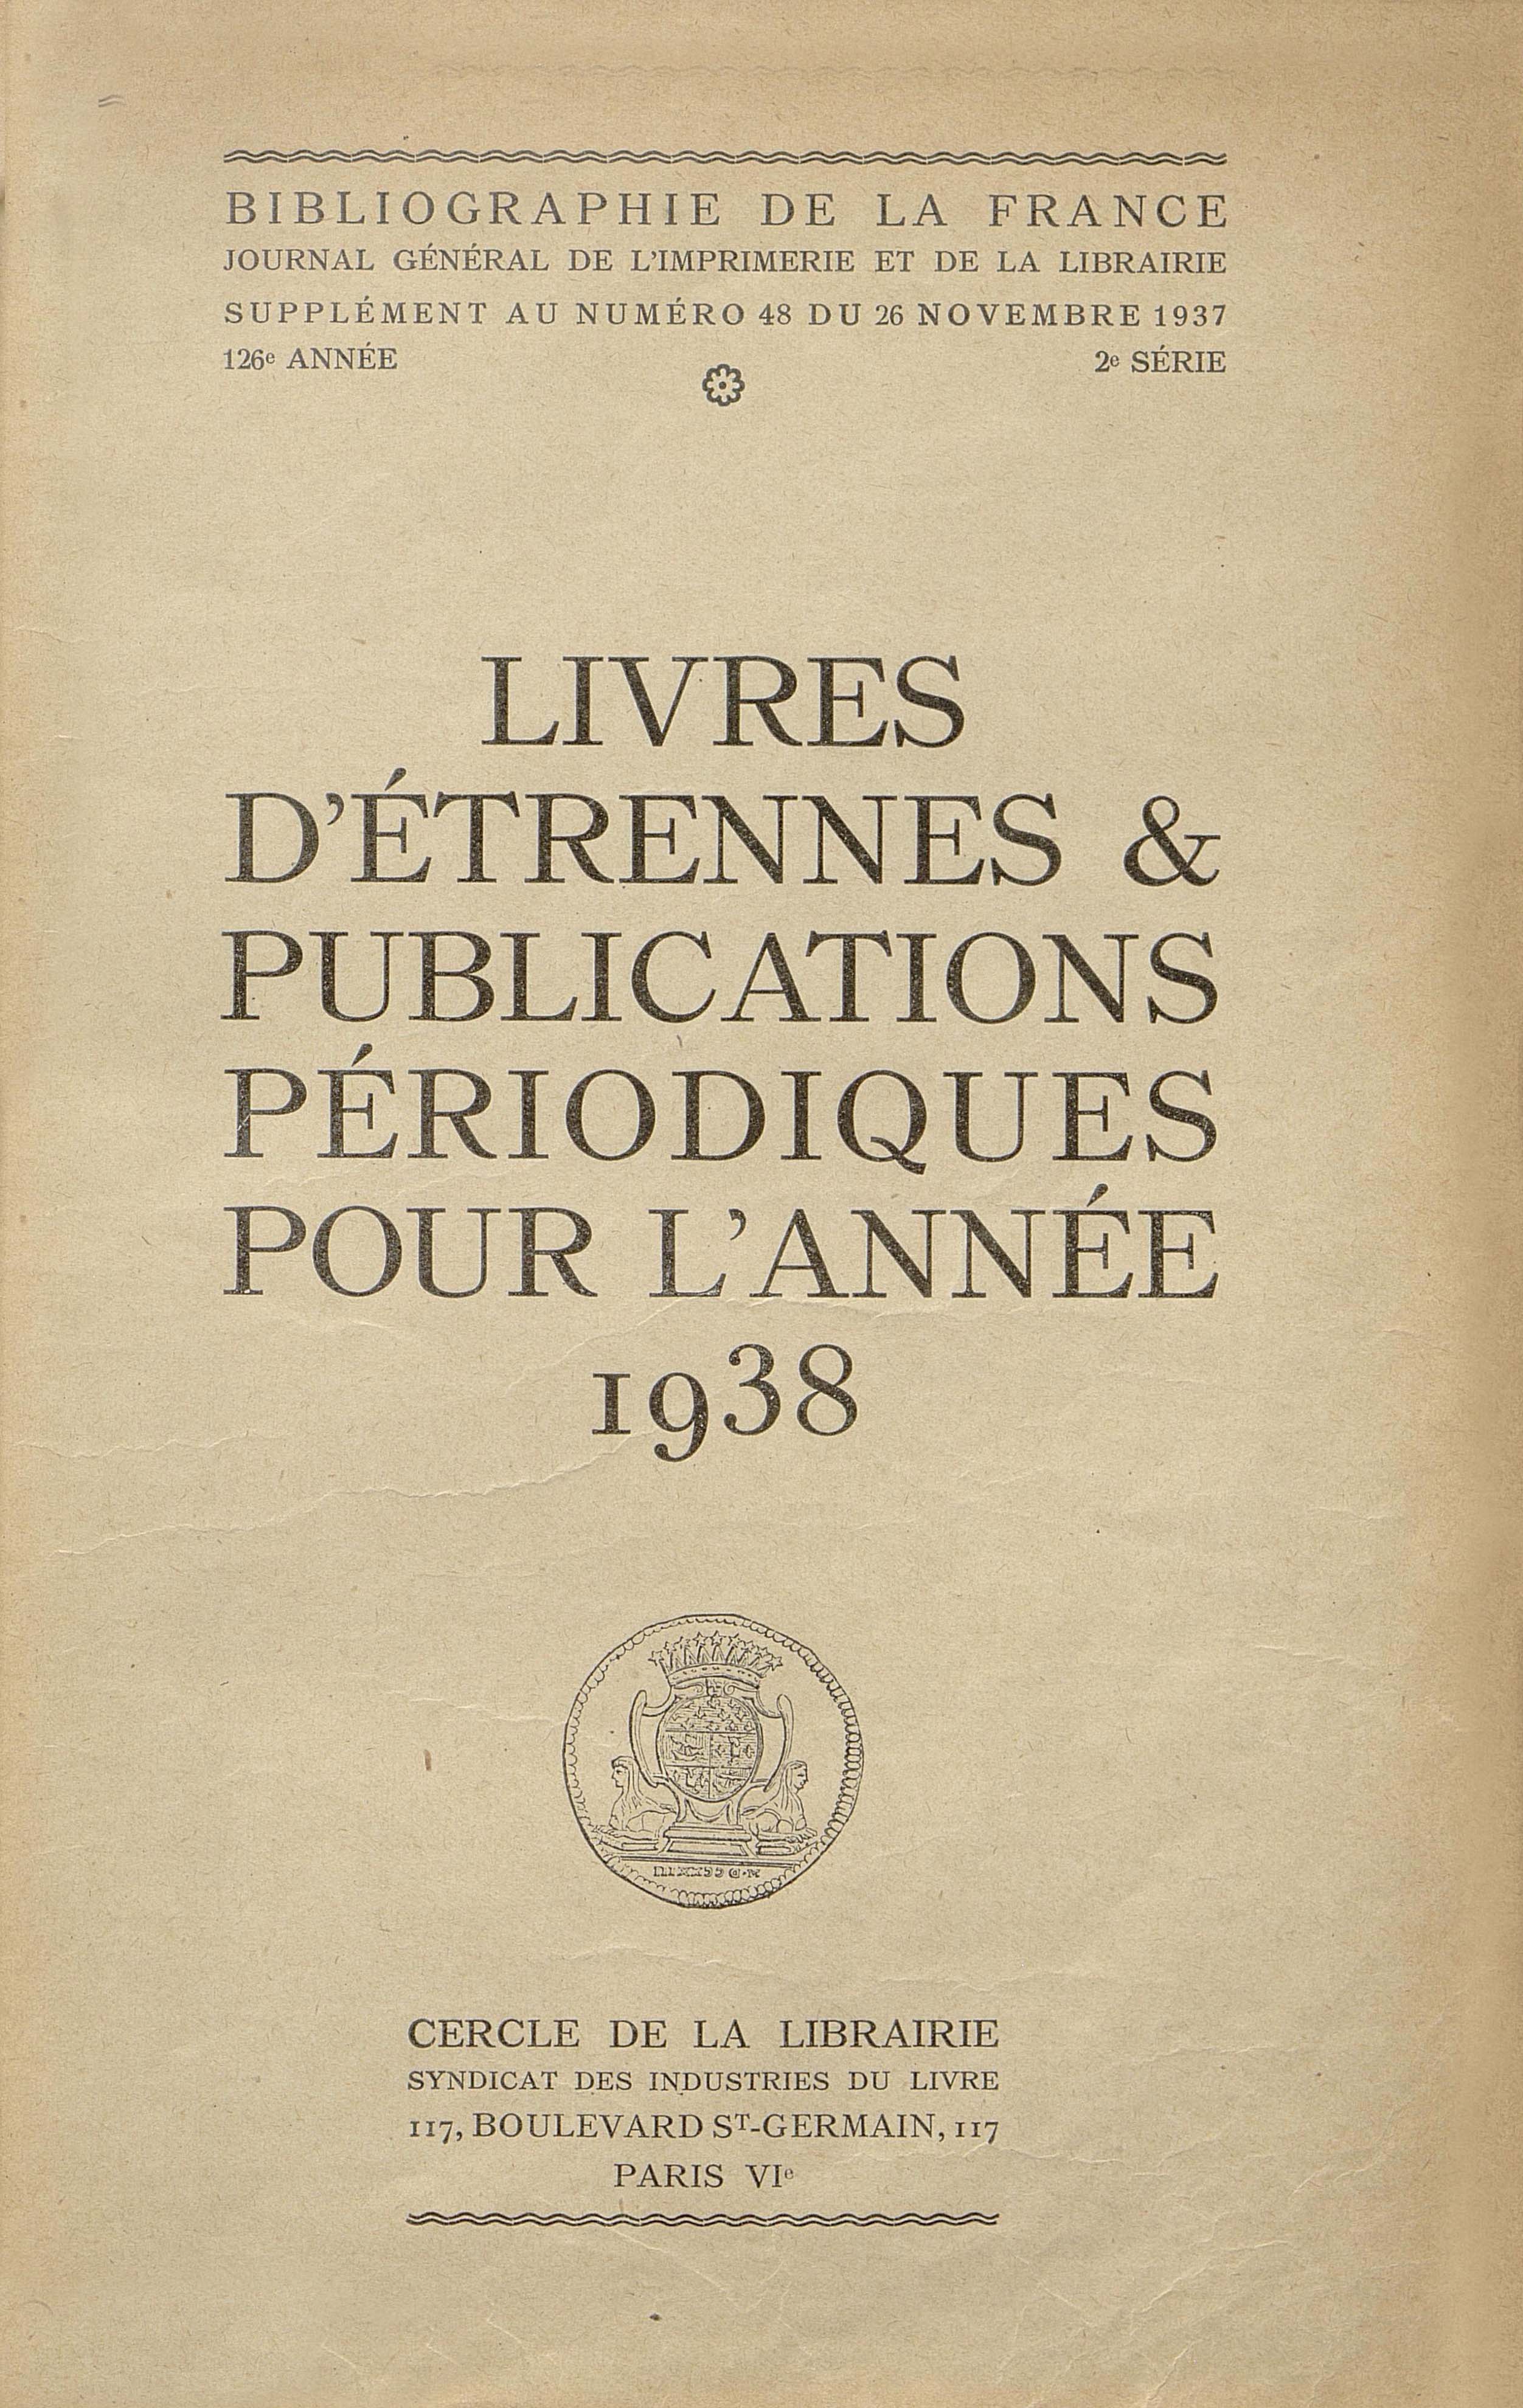 BIBLIOGRAPHIE DE LA FRANCE
JOURNAL GÉNÉRAL DE L'IMPRIMERIE ET DE LA LIBRAIRIE
SUPPLÉMENT AU NUMÉRO 48 DU 26 NOVEMBRE 1937
126e ANNÉE 2e SÉRIE
LIVRES
D'ÉTRENNES &
PUBLICATIONS
PÉRIODIQUES
POUR L'ANNÉE
1938
CERCLE DE LA LIBRAIRIE
SYNDICAT DES INDUSTRIES DU LIVRE
117, BOULEVARD ST-GERMAIN, 117
PARIS VIe